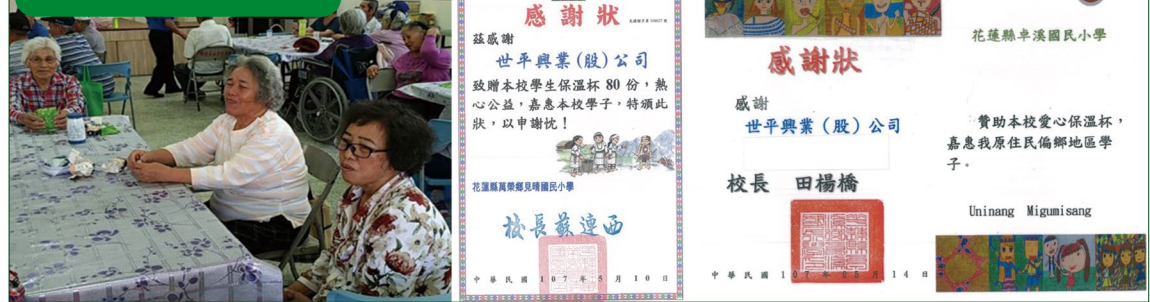 感謝狀
茲感謝
世平興業(股)公司
致贈本校學生保溫杯 80 份，熱
心公益，嘉惠本校學子，特頒此
狀，以申謝忱！
花蓮縣萬榮鄉見晴國民小學
校長蘇連西
中華民國 107 年 5 月 10 日
感謝狀
感謝
世平興業（股）公司
校長 田楊橋
中華民國 107 年 05 月 14 日
花蓮縣卓溪國民小學
贊助本校愛心保溫杯，
嘉惠我原住民偏鄉地區學
子。
Uninang Migumisang